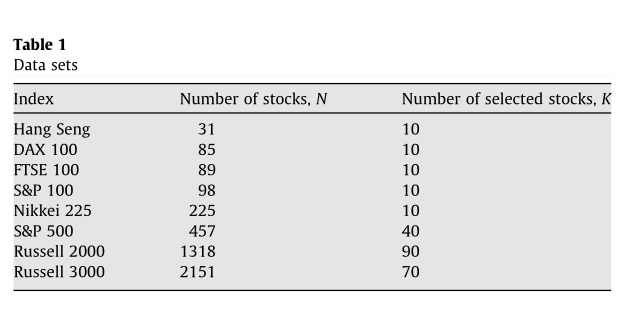 Table 1
Data sets
Index Number of stocks, N Number of selected stocks, K
Hang Seng 31 10
DAX 100 85 10
FTSE 100 89 10
S&P 100 98 10
Nikkei 225 225 10
S&P 500 457 40
Russell 2000 1318 90
Russell 3000 2151 70